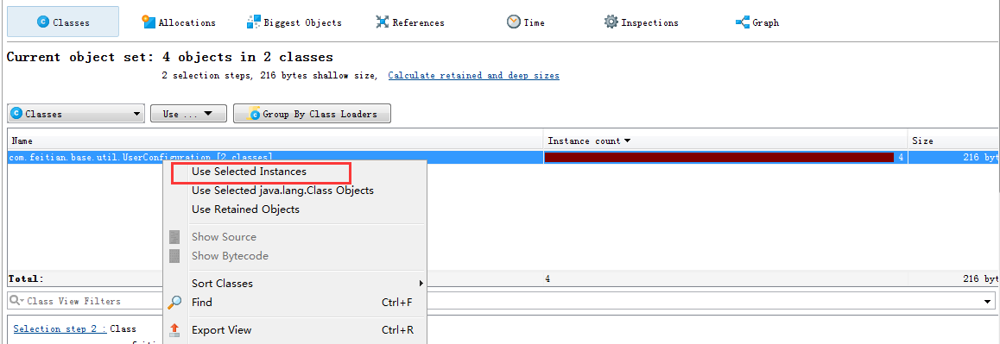 Classes Allocations Biggest Objects References Time Inspections Graph
Current object set: 4 objects in 2 classes
2 selection steps, 216 bytes shallow size, Calculate retained and deep sizes
Classes Use ... Group By Class Loaders
Name Instance count Size
com.feitian.base.util.UserConfiguration [2 classes] 4 216 byt
Use Selected Instances
Use Selected java.lang.Class Objects
Use Retained Objects
Show Source
Show Bytecode
Sort Classes
Find Ctrl+F
Export View Ctrl+R
Total: 4 216 byt
Class View Filters
Selection step 2 : Class